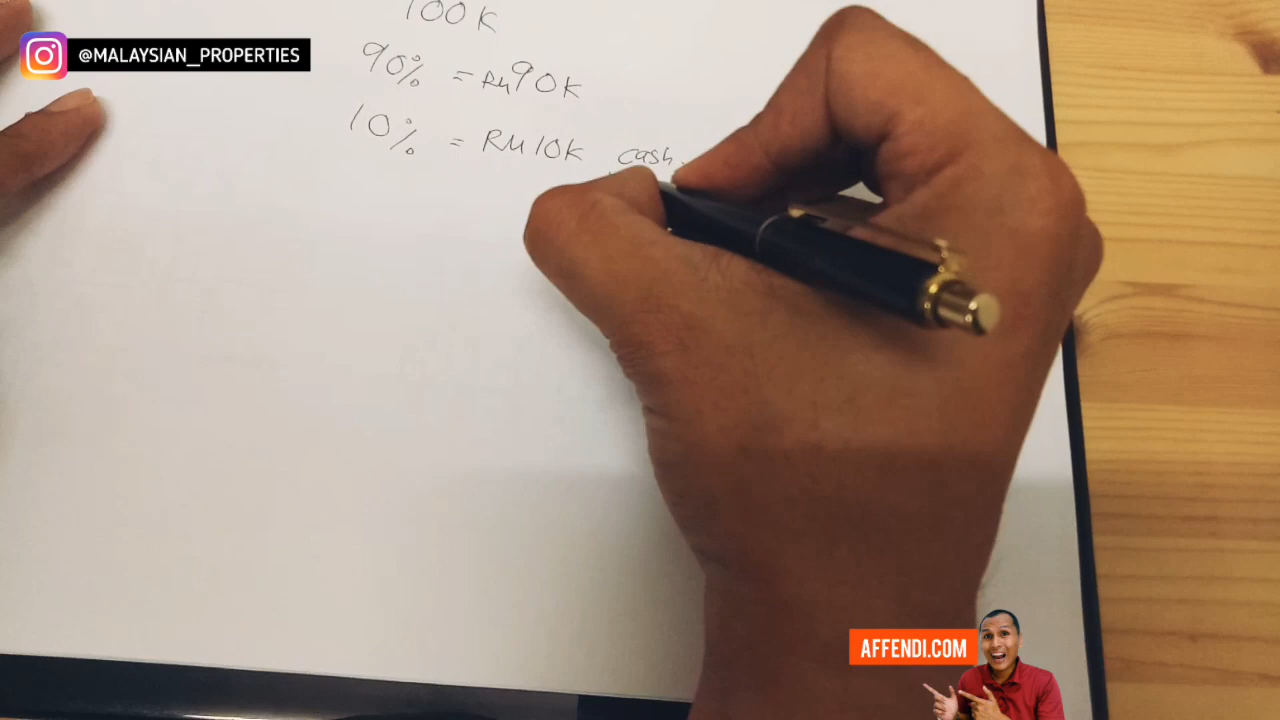 @MALAYSIAN_PROPERTIES
100K
90% = RM90K
10% = RM10K cash.
AFFENDI.COM